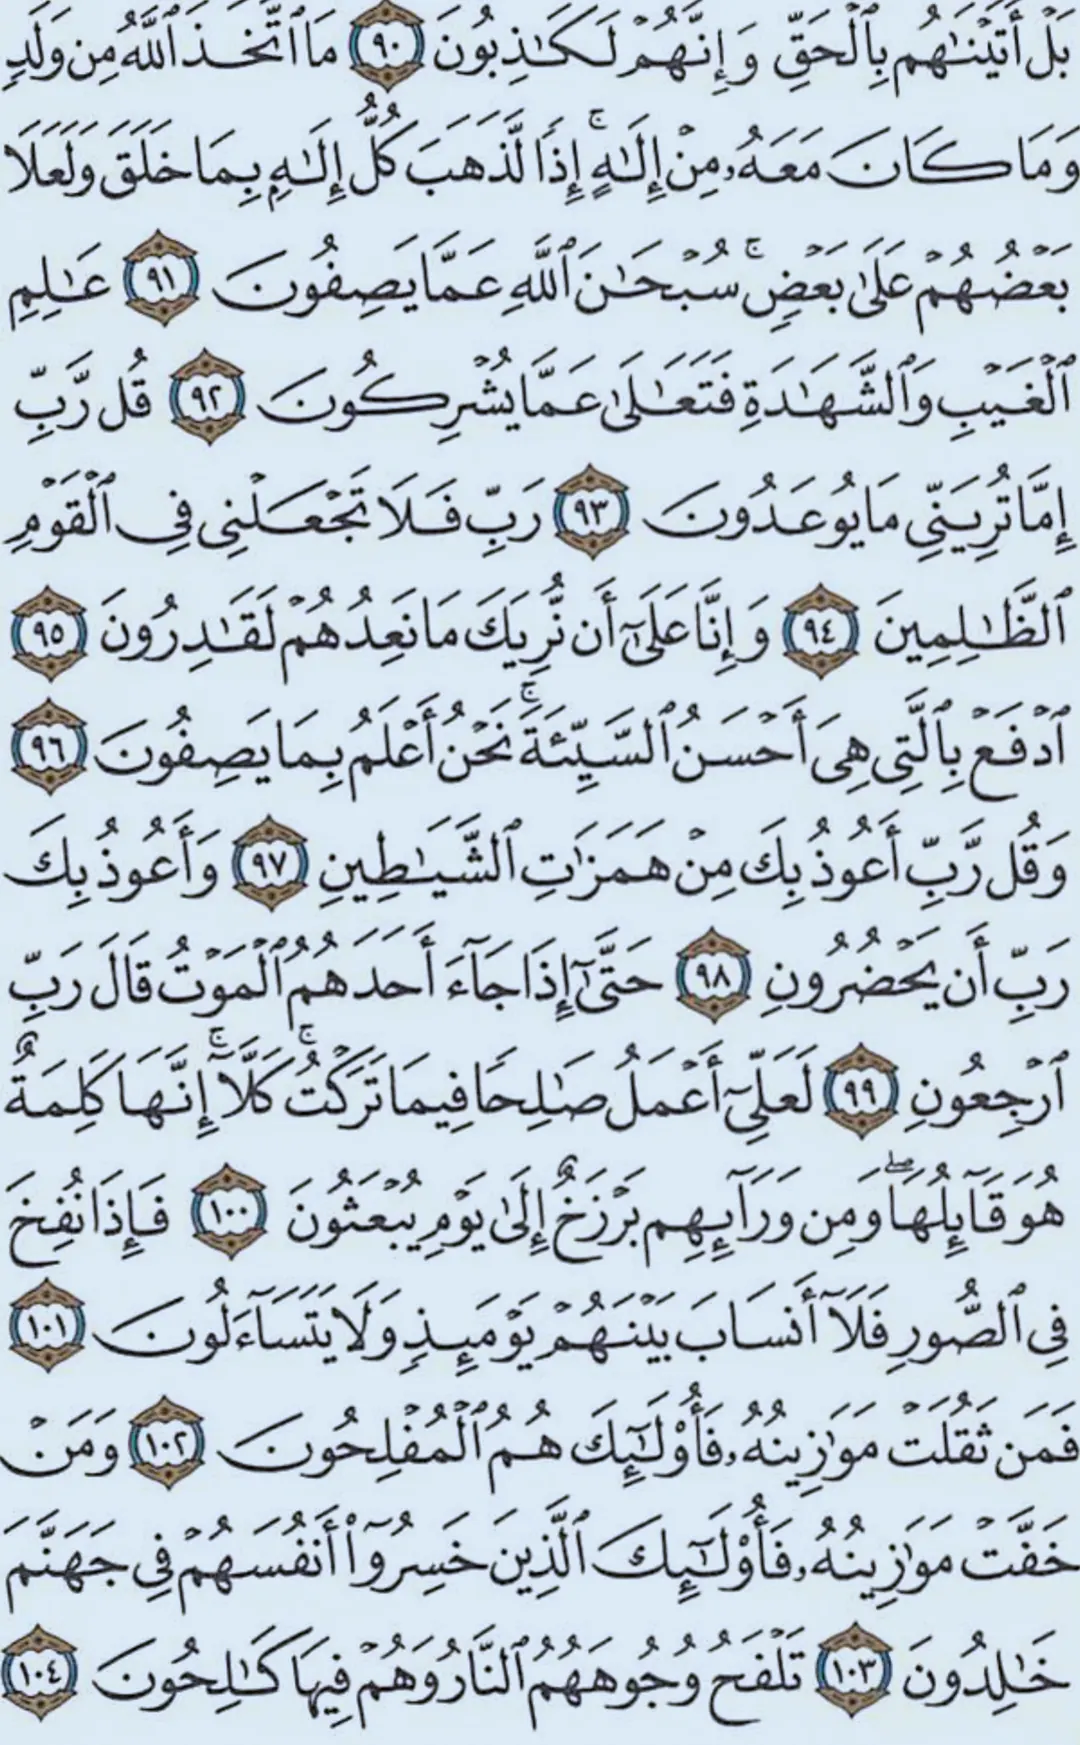 بَلْ أَتَيْنَٰهُم بِٱلْحَقِّ وَإِنَّهُمْ لَكَٰذِبُونَ ٩٠ مَا ٱتَّخَذَ ٱللَّهُ مِن وَلَدٍ
وَمَا كَانَ مَعَهُۥ مِنْ إِلَٰهٍ ۚ إِذًا لَّذَهَبَ كُلُّ إِلَٰهٍۭ بِمَا خَلَقَ وَلَعَلَا
بَعْضُهُمْ عَلَىٰ بَعْضٍ ۚ سُبْحَٰنَ ٱللَّهِ عَمَّا يَصِفُونَ ٩١ عَٰلِمِ
ٱلْغَيْبِ وَٱلشَّهَٰدَةِ فَتَعَٰلَىٰ عَمَّا يُشْرِكُونَ ٩٢ قُل رَّبِّ
إِمَّا تُرِيَنِّى مَا يُوعَدُونَ ٩٣ رَبِّ فَلَا تَجْعَلْنِى فِى ٱلْقَوْمِ
ٱلظَّٰلِمِينَ ٩٤ وَإِنَّا عَلَىٰٓ أَن نُّرِيَكَ مَا نَعِدُهُمْ لَقَٰدِرُونَ ٩٥
ٱدْفَعْ بِٱلَّتِى هِىَ أَحْسَنُ ٱلسَّيِّئَةَ ۚ نَحْنُ أَعْلَمُ بِمَا يَصِفُونَ ٩٦
وَقُل رَّبِّ أَعُوذُ بِكَ مِنْ هَمَزَٰتِ ٱلشَّيَٰطِينِ ٩٧ وَأَعُوذُ بِكَ
رَبِّ أَن يَحْضُرُونِ ٩٨ حَتَّىٰٓ إِذَا جَآءَ أَحَدَهُمُ ٱلْمَوْتُ قَالَ رَبِّ
ٱرْجِعُونِ ٩٩ لَعَلِّىٓ أَعْمَلُ صَٰلِحًا فِيمَا تَرَكْتُ ۚ كَلَّآ ۚ إِنَّهَا كَلِمَةٌ
هُوَ قَآئِلُهَا ۖ وَمِن وَرَآئِهِم بَرْزَخٌ إِلَىٰ يَوْمِ يُبْعَثُونَ ١٠٠ فَإِذَا نُفِخَ
فِى ٱلصُّورِ فَلَآ أَنسَابَ بَيْنَهُمْ يَوْمَئِذٍ وَلَا يَتَسَآءَلُونَ ١٠١
فَمَن ثَقُلَتْ مَوَٰزِينُهُۥ فَأُو۟لَٰٓئِكَ هُمُ ٱلْمُفْلِحُونَ ١٠٢ وَمَنْ
خَفَّتْ مَوَٰزِينُهُۥ فَأُو۟لَٰٓئِكَ ٱلَّذِينَ خَسِرُوٓا۟ أَنفُسَهُمْ فِى جَهَنَّمَ
خَٰلِدُونَ ١٠٣ تَلْفَحُ وُجُوهَهُمُ ٱلنَّارُ وَهُمْ فِيهَا كَٰلِحُونَ ١٠٤